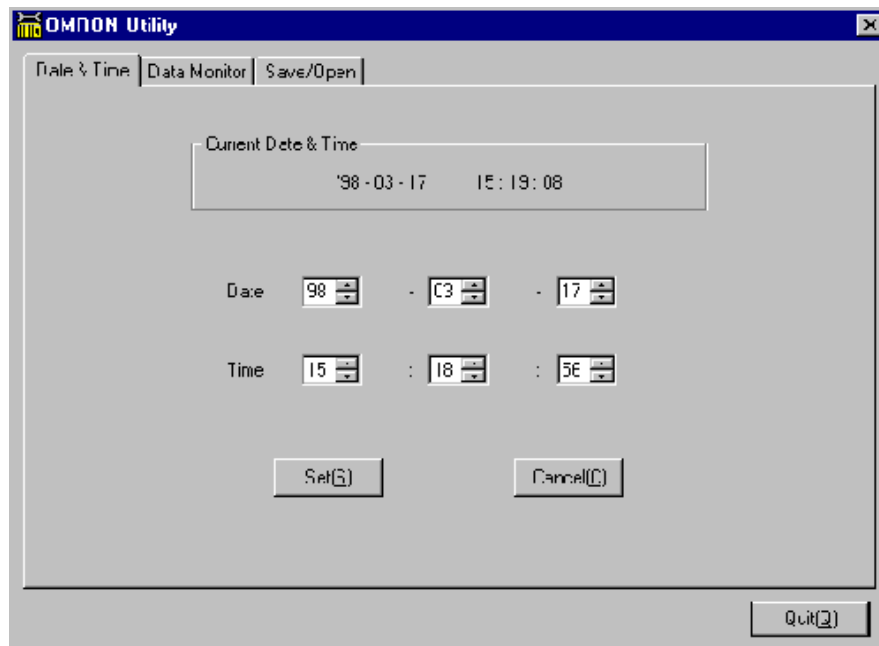 OMRON Utility
Date & Time Data Monitor Save/Open
Current Date & Time
'98 - 03 - 17 15 : 19 : 08
Date 98 - 03 - 17
Time 15 : 18 : 56
Set(S) Cancel(C)
Quit(Q)